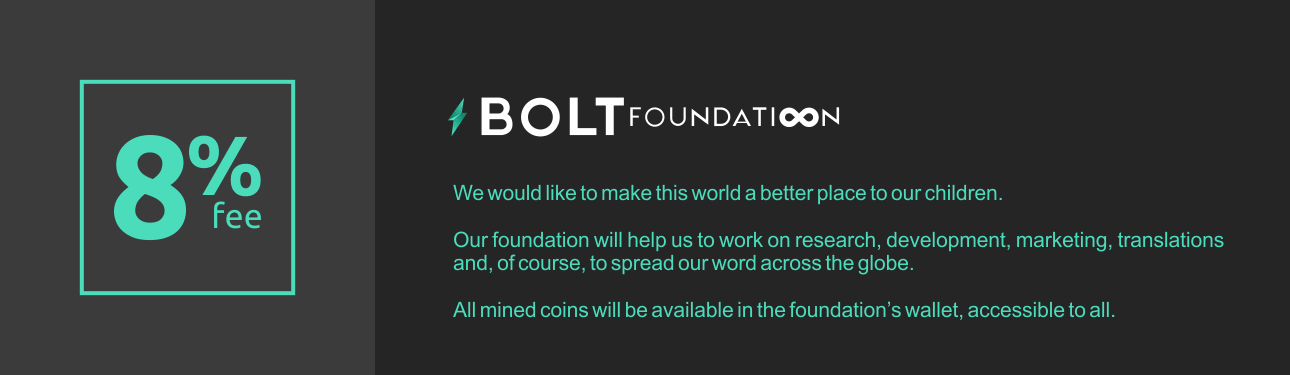 8%
fee
BOLT FOUNDATION
We would like to make this world a better place to our children.
Our foundation will help us to work on research, development, marketing, translations
and, of course, to spread our word across the globe.
All mined coins will be available in the foundation’s wallet, accessible to all.